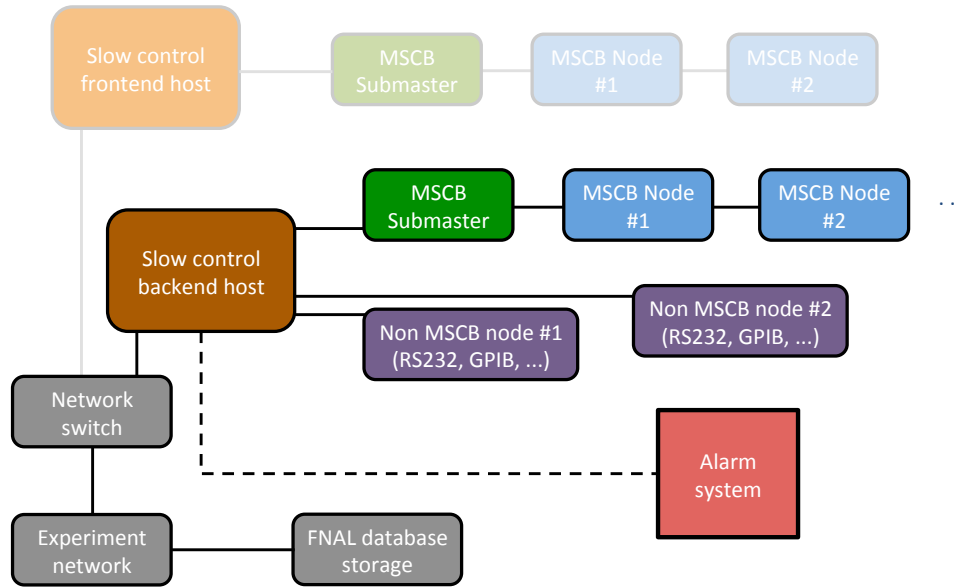 Slow control
frontend host
MSCB
Submaster
MSCB Node
#1
MSCB Node
#2
MSCB
Submaster
MSCB Node
#1
MSCB Node
#2
. .
Slow control
backend host
Non MSCB node #2
(RS232, GPIB, ...)
Non MSCB node #1
(RS232, GPIB, ...)
Network
switch
Alarm
system
Experiment
network
FNAL database
storage